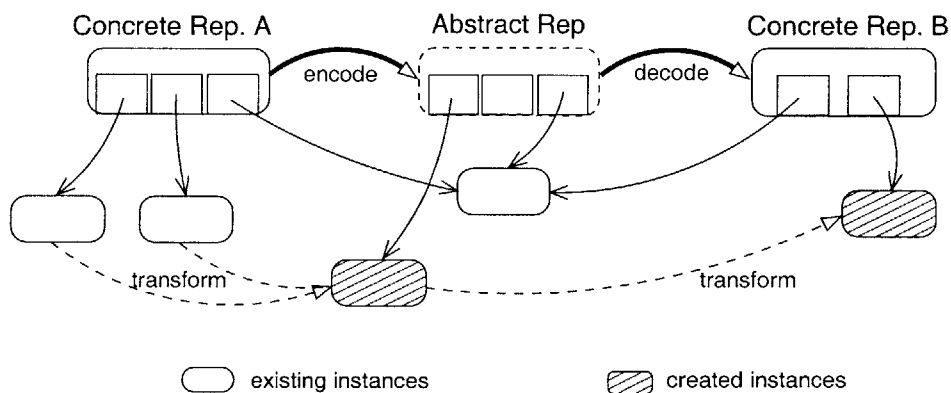 Concrete Rep. A
Abstract Rep
Concrete Rep. B
encode
decode
transform
transform
existing instances
created instances